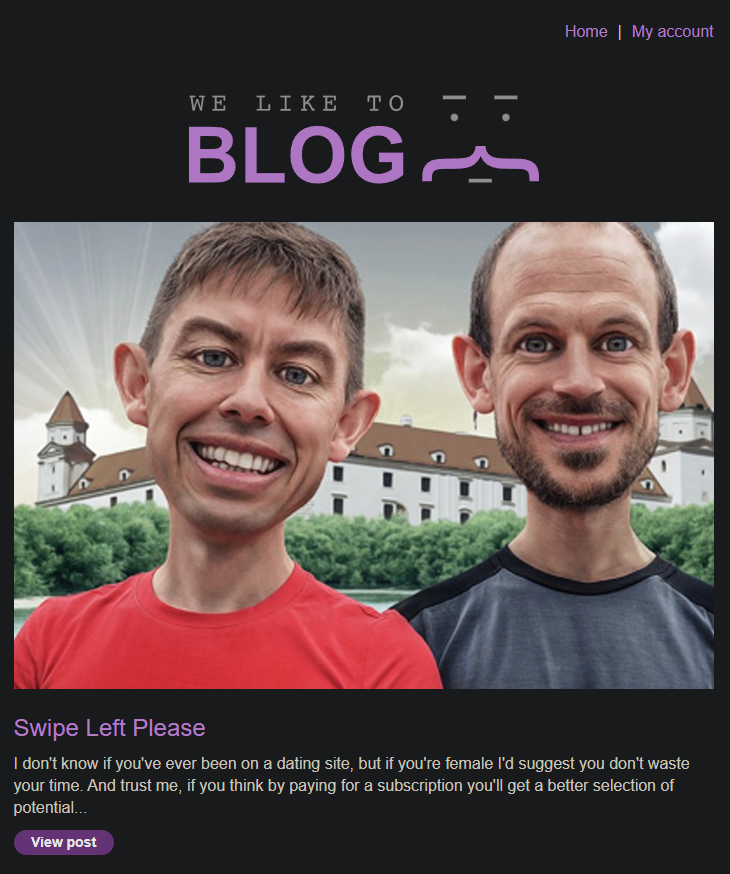 Home | My account
WE LIKE TO
BLOG
Swipe Left Please
I don't know if you've ever been on a dating site, but if you're female I'd suggest you don't waste
your time. And trust me, if you think by paying for a subscription you'll get a better selection of
potential...
View post